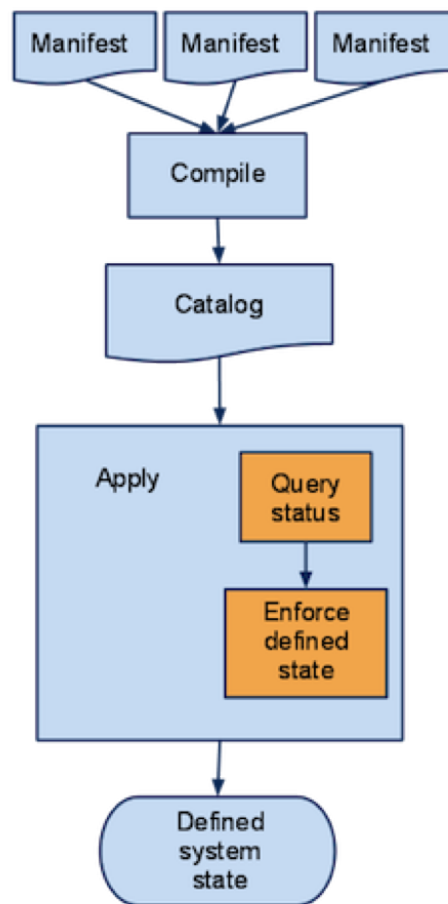 Manifest
Manifest
Manifest
Compile
Catalog
Apply
Query
status
Enforce
defined
state
Defined
system
state